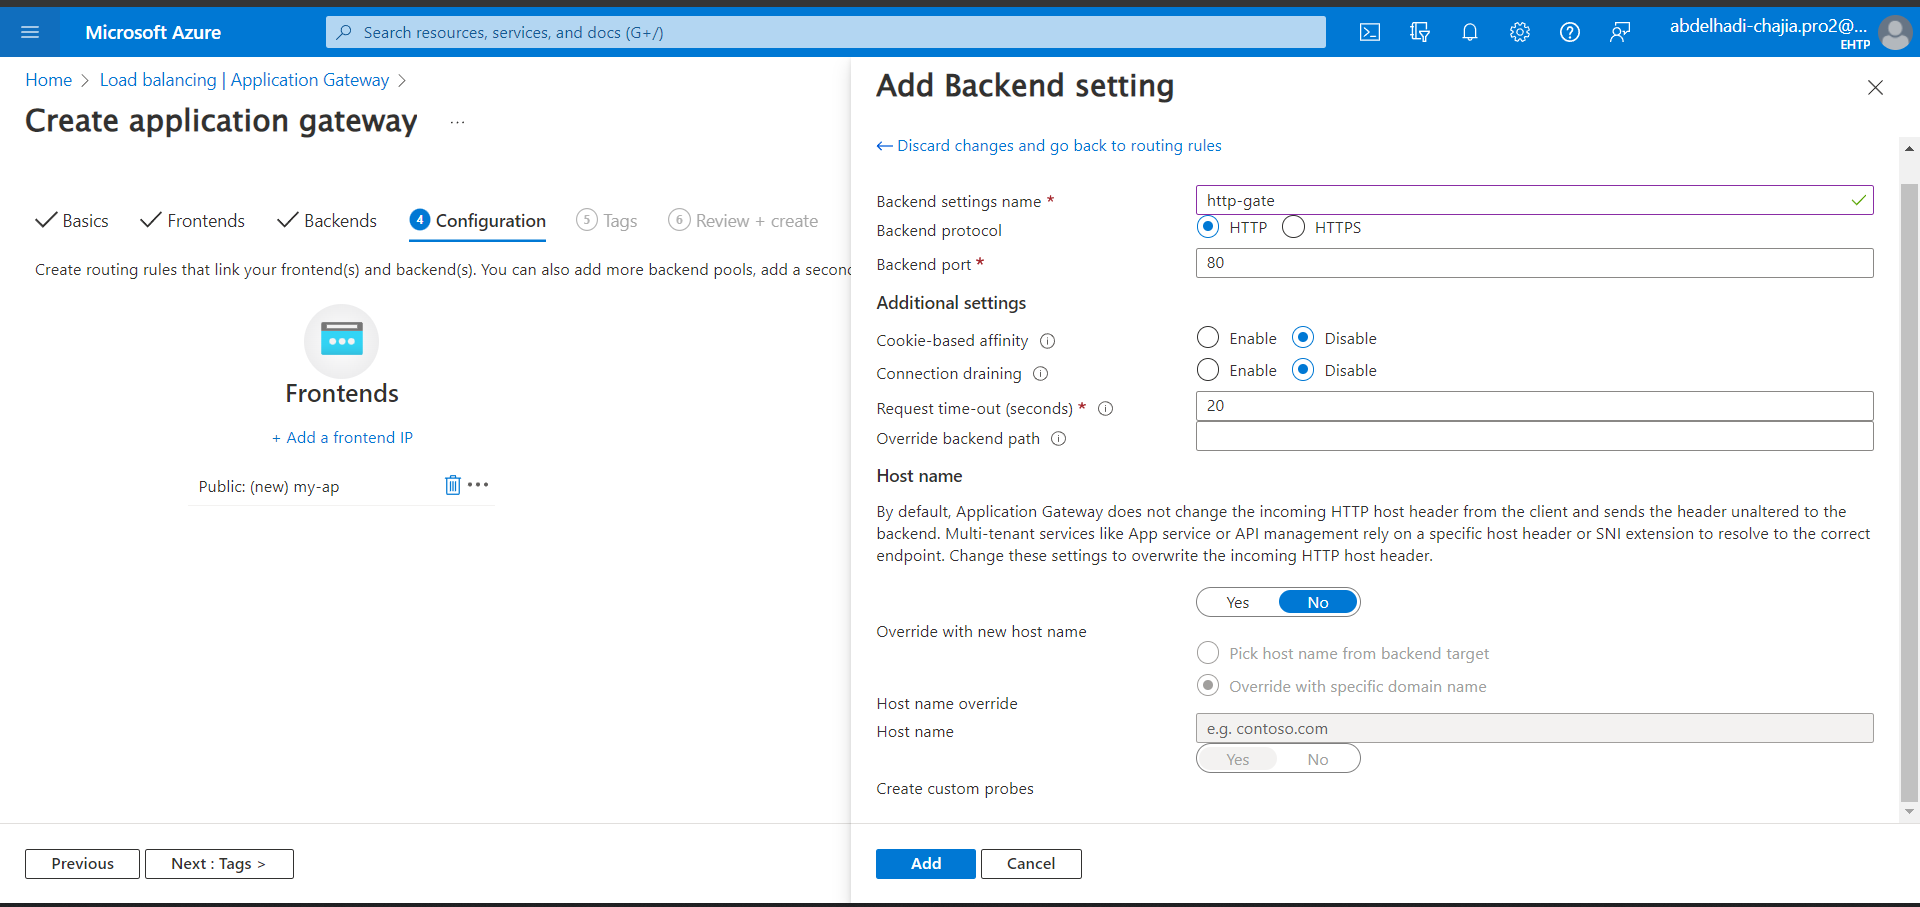 Microsoft Azure
Search resources, services, and docs (G+/)
abdelhadi-chajia.pro2@...
EHTP
Home > Load balancing | Application Gateway >
Create application gateway ...
Basics
Frontends
Backends
4 Configuration
5 Tags
6 Review + create
Create routing rules that link your frontend(s) and backend(s). You can also add more backend pools, add a second
Frontends
+ Add a frontend IP
Public: (new) my-ap
Previous
Next : Tags >
Add Backend setting
← Discard changes and go back to routing rules
Backend settings name * http-gate
Backend protocol HTTP HTTPS
Backend port * 80
Additional settings
Cookie-based affinity Enable Disable
Connection draining Enable Disable
Request time-out (seconds) * 20
Override backend path
Host name
By default, Application Gateway does not change the incoming HTTP host header from the client and sends the header unaltered to the
backend. Multi-tenant services like App service or API management rely on a specific host header or SNI extension to resolve to the correct
endpoint. Change these settings to overwrite the incoming HTTP host header.
Yes No
Override with new host name
Pick host name from backend target
Override with specific domain name
Host name override
Host name e.g. contoso.com
Yes No
Create custom probes
Add
Cancel